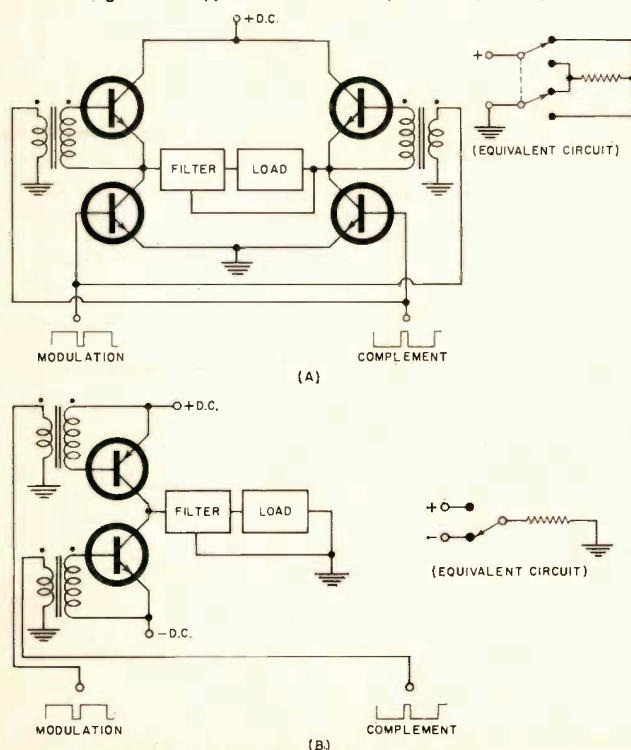 + D.C.
+
FILTER
LOAD
(EQUIVALENT CIRCUIT)
MODULATION
COMPLEMENT
(A)
+ D.C.
FILTER
LOAD
+
-
(EQUIVALENT CIRCUIT)
- D.C.
MODULATION
COMPLEMENT
(B)